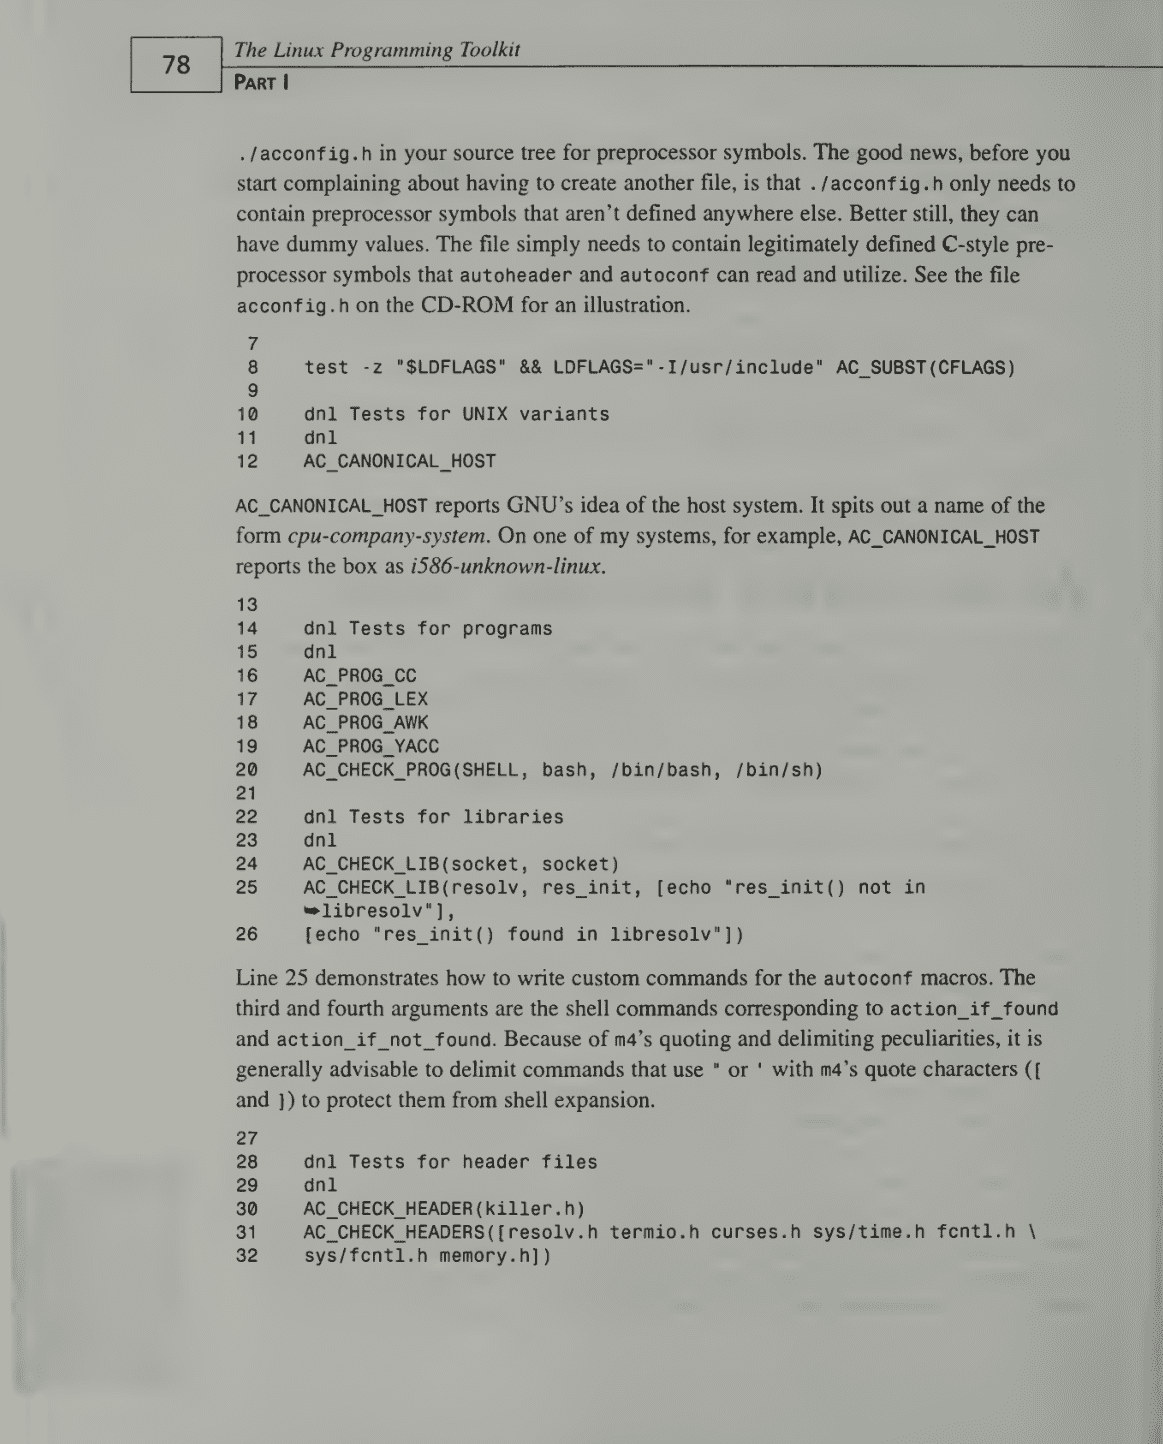 78
The Linux Programming Toolkit
PART I
./acconfig.h in your source tree for preprocessor symbols. The good news, before you
start complaining about having to create another file, is that ./acconfig.h only needs to
contain preprocessor symbols that aren't defined anywhere else. Better still, they can
have dummy values. The file simply needs to contain legitimately defined C-style pre-
processor symbols that autoheader and autoconf can read and utilize. See the file
acconfig.h on the CD-ROM for an illustration.
7
8 test -z "$LDFLAGS" && LDFLAGS="-I/usr/include" AC_SUBST(CFLAGS)
9
10 dnl Tests for UNIX variants
11 dnl
12 AC_CANONICAL_HOST
AC_CANONICAL_HOST reports GNU's idea of the host system. It spits out a name of the
form cpu-company-system. On one of my systems, for example, AC_CANONICAL_HOST
reports the box as i586-unknown-linux.
13
14 dnl Tests for programs
15 dnl
16 AC_PROG_CC
17 AC_PROG_LEX
18 AC_PROG_AWK
19 AC_PROG_YACC
20 AC_CHECK_PROG(SHELL, bash, /bin/bash, /bin/sh)
21
22 dnl Tests for libraries
23 dnl
24 AC_CHECK_LIB(socket, socket)
25 AC_CHECK_LIB(resolv, res_init, [echo "res_init() not in
➥libresolv"],
26 [echo "res_init() found in libresolv"])
Line 25 demonstrates how to write custom commands for the autoconf macros. The
third and fourth arguments are the shell commands corresponding to action_if_found
and action_if_not_found. Because of m4's quoting and delimiting peculiarities, it is
generally advisable to delimit commands that use " or ' with m4's quote characters ([
and ]) to protect them from shell expansion.
27
28 dnl Tests for header files
29 dnl
30 AC_CHECK_HEADER(killer.h)
31 AC_CHECK_HEADERS([resolv.h termio.h curses.h sys/time.h fcntl.h \
32 sys/fcntl.h memory.h])